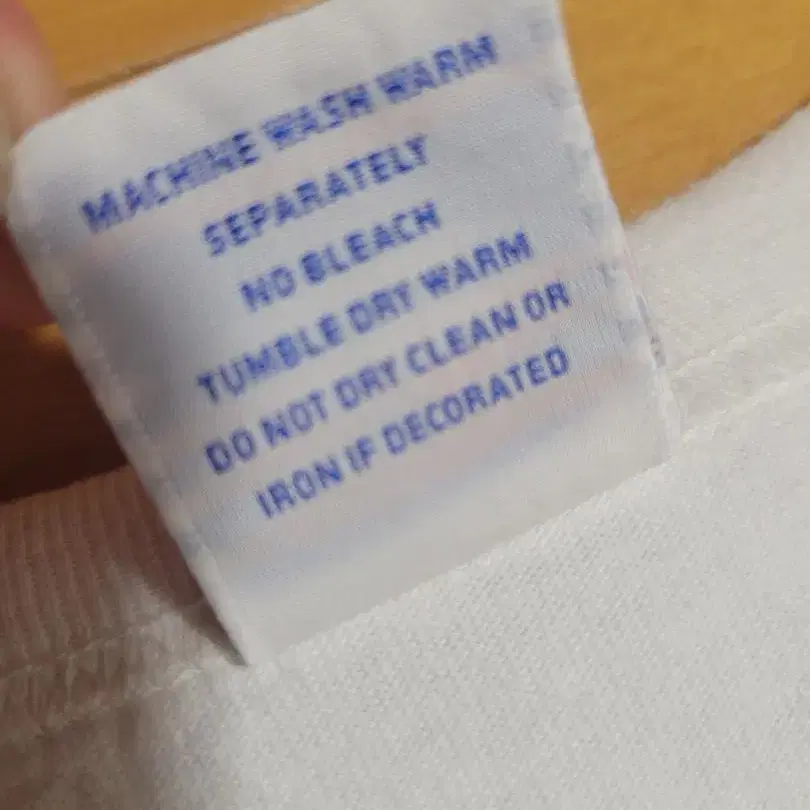 MACHINE WASH WARM
SEPARATELY
NO BLEACH
TUMBLE DRY WARM
DO NOT DRY CLEAN OR
IRON IF DECORATED